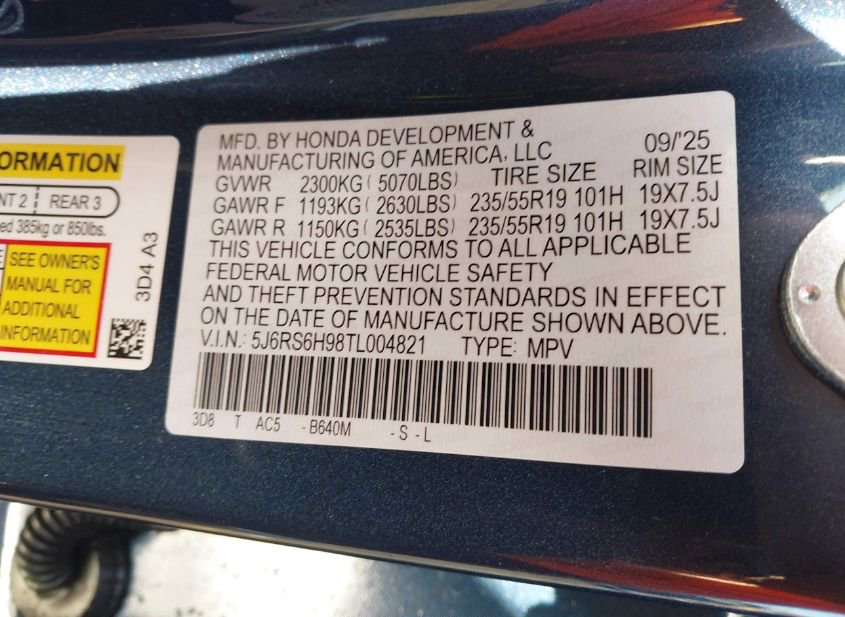 ORMATION
NT 2 REAR 3
ed 385kg or 850lbs.
SEE OWNER'S
MANUAL FOR
ADDITIONAL
INFORMATION
3D4 A3
MFD. BY HONDA DEVELOPMENT &
MANUFACTURING OF AMERICA, LLC 09/'25
GVWR 2300KG ( 5070LBS) TIRE SIZE RIM SIZE
GAWR F 1193KG ( 2630LBS) 235/55R19 101H 19X7.5J
GAWR R 1150KG ( 2535LBS) 235/55R19 101H 19X7.5J
THIS VEHICLE CONFORMS TO ALL APPLICABLE
FEDERAL MOTOR VEHICLE SAFETY
AND THEFT PREVENTION STANDARDS IN EFFECT
ON THE DATE OF MANUFACTURE SHOWN ABOVE.
V.I.N.: 5J6RS6H98TL004821 TYPE: MPV
3D8 T AC5 -B640M -S -L